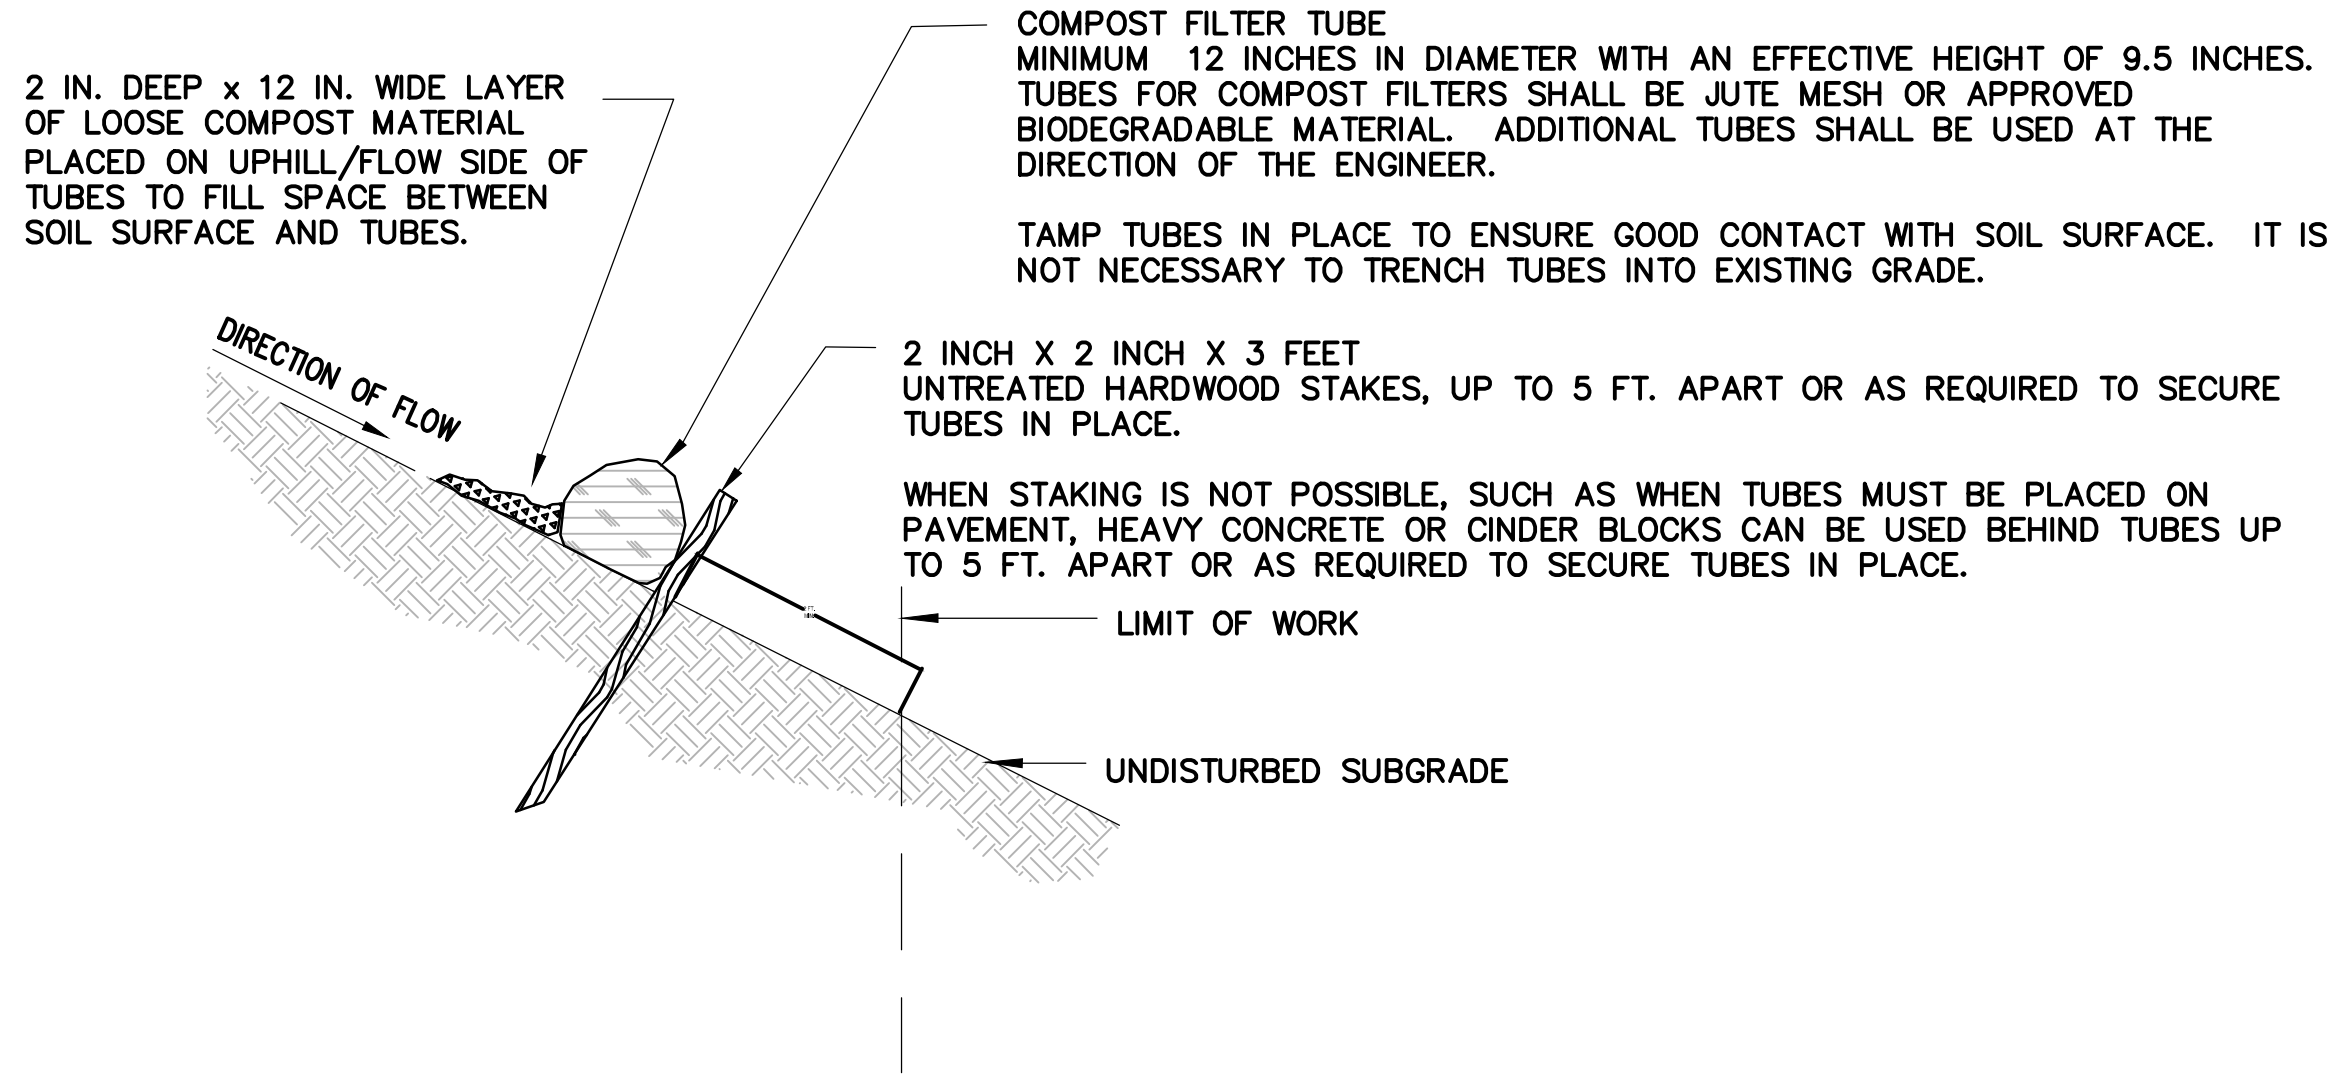 COMPOST FILTER TUBE
MINIMUM 12 INCHES IN DIAMETER WITH AN EFFECTIVE HEIGHT OF 9.5 INCHES.
TUBES FOR COMPOST FILTERS SHALL BE JUTE MESH OR APPROVED
BIODEGRADABLE MATERIAL. ADDITIONAL TUBES SHALL BE USED AT THE
DIRECTION OF THE ENGINEER.
TAMP TUBES IN PLACE TO ENSURE GOOD CONTACT WITH SOIL SURFACE. IT IS
NOT NECESSARY TO TRENCH TUBES INTO EXISTING GRADE.
2 IN. DEEP x 12 IN. WIDE LAYER
OF LOOSE COMPOST MATERIAL
PLACED ON UPHILL/FLOW SIDE OF
TUBES TO FILL SPACE BETWEEN
SOIL SURFACE AND TUBES.
DIRECTION OF FLOW
2 INCH X 2 INCH X 3 FEET
UNTREATED HARDWOOD STAKES, UP TO 5 FT. APART OR AS REQUIRED TO SECURE
TUBES IN PLACE.
WHEN STAKING IS NOT POSSIBLE, SUCH AS WHEN TUBES MUST BE PLACED ON
PAVEMENT, HEAVY CONCRETE OR CINDER BLOCKS CAN BE USED BEHIND TUBES UP
TO 5 FT. APART OR AS REQUIRED TO SECURE TUBES IN PLACE.
LIMIT OF WORK
UNDISTURBED SUBGRADE